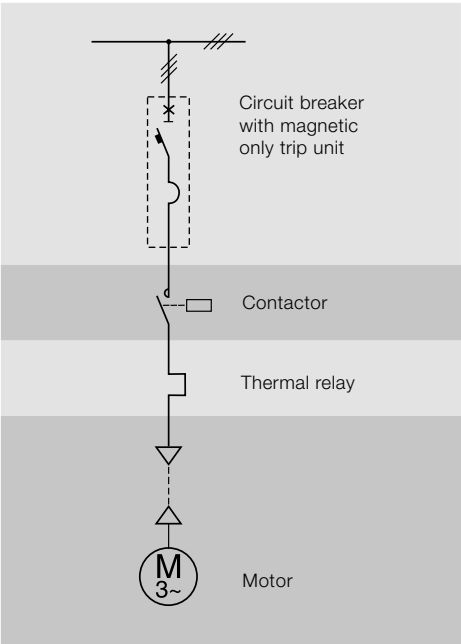 Circuit breaker
with magnetic
only trip unit
Contactor
Thermal relay
M
3~
Motor